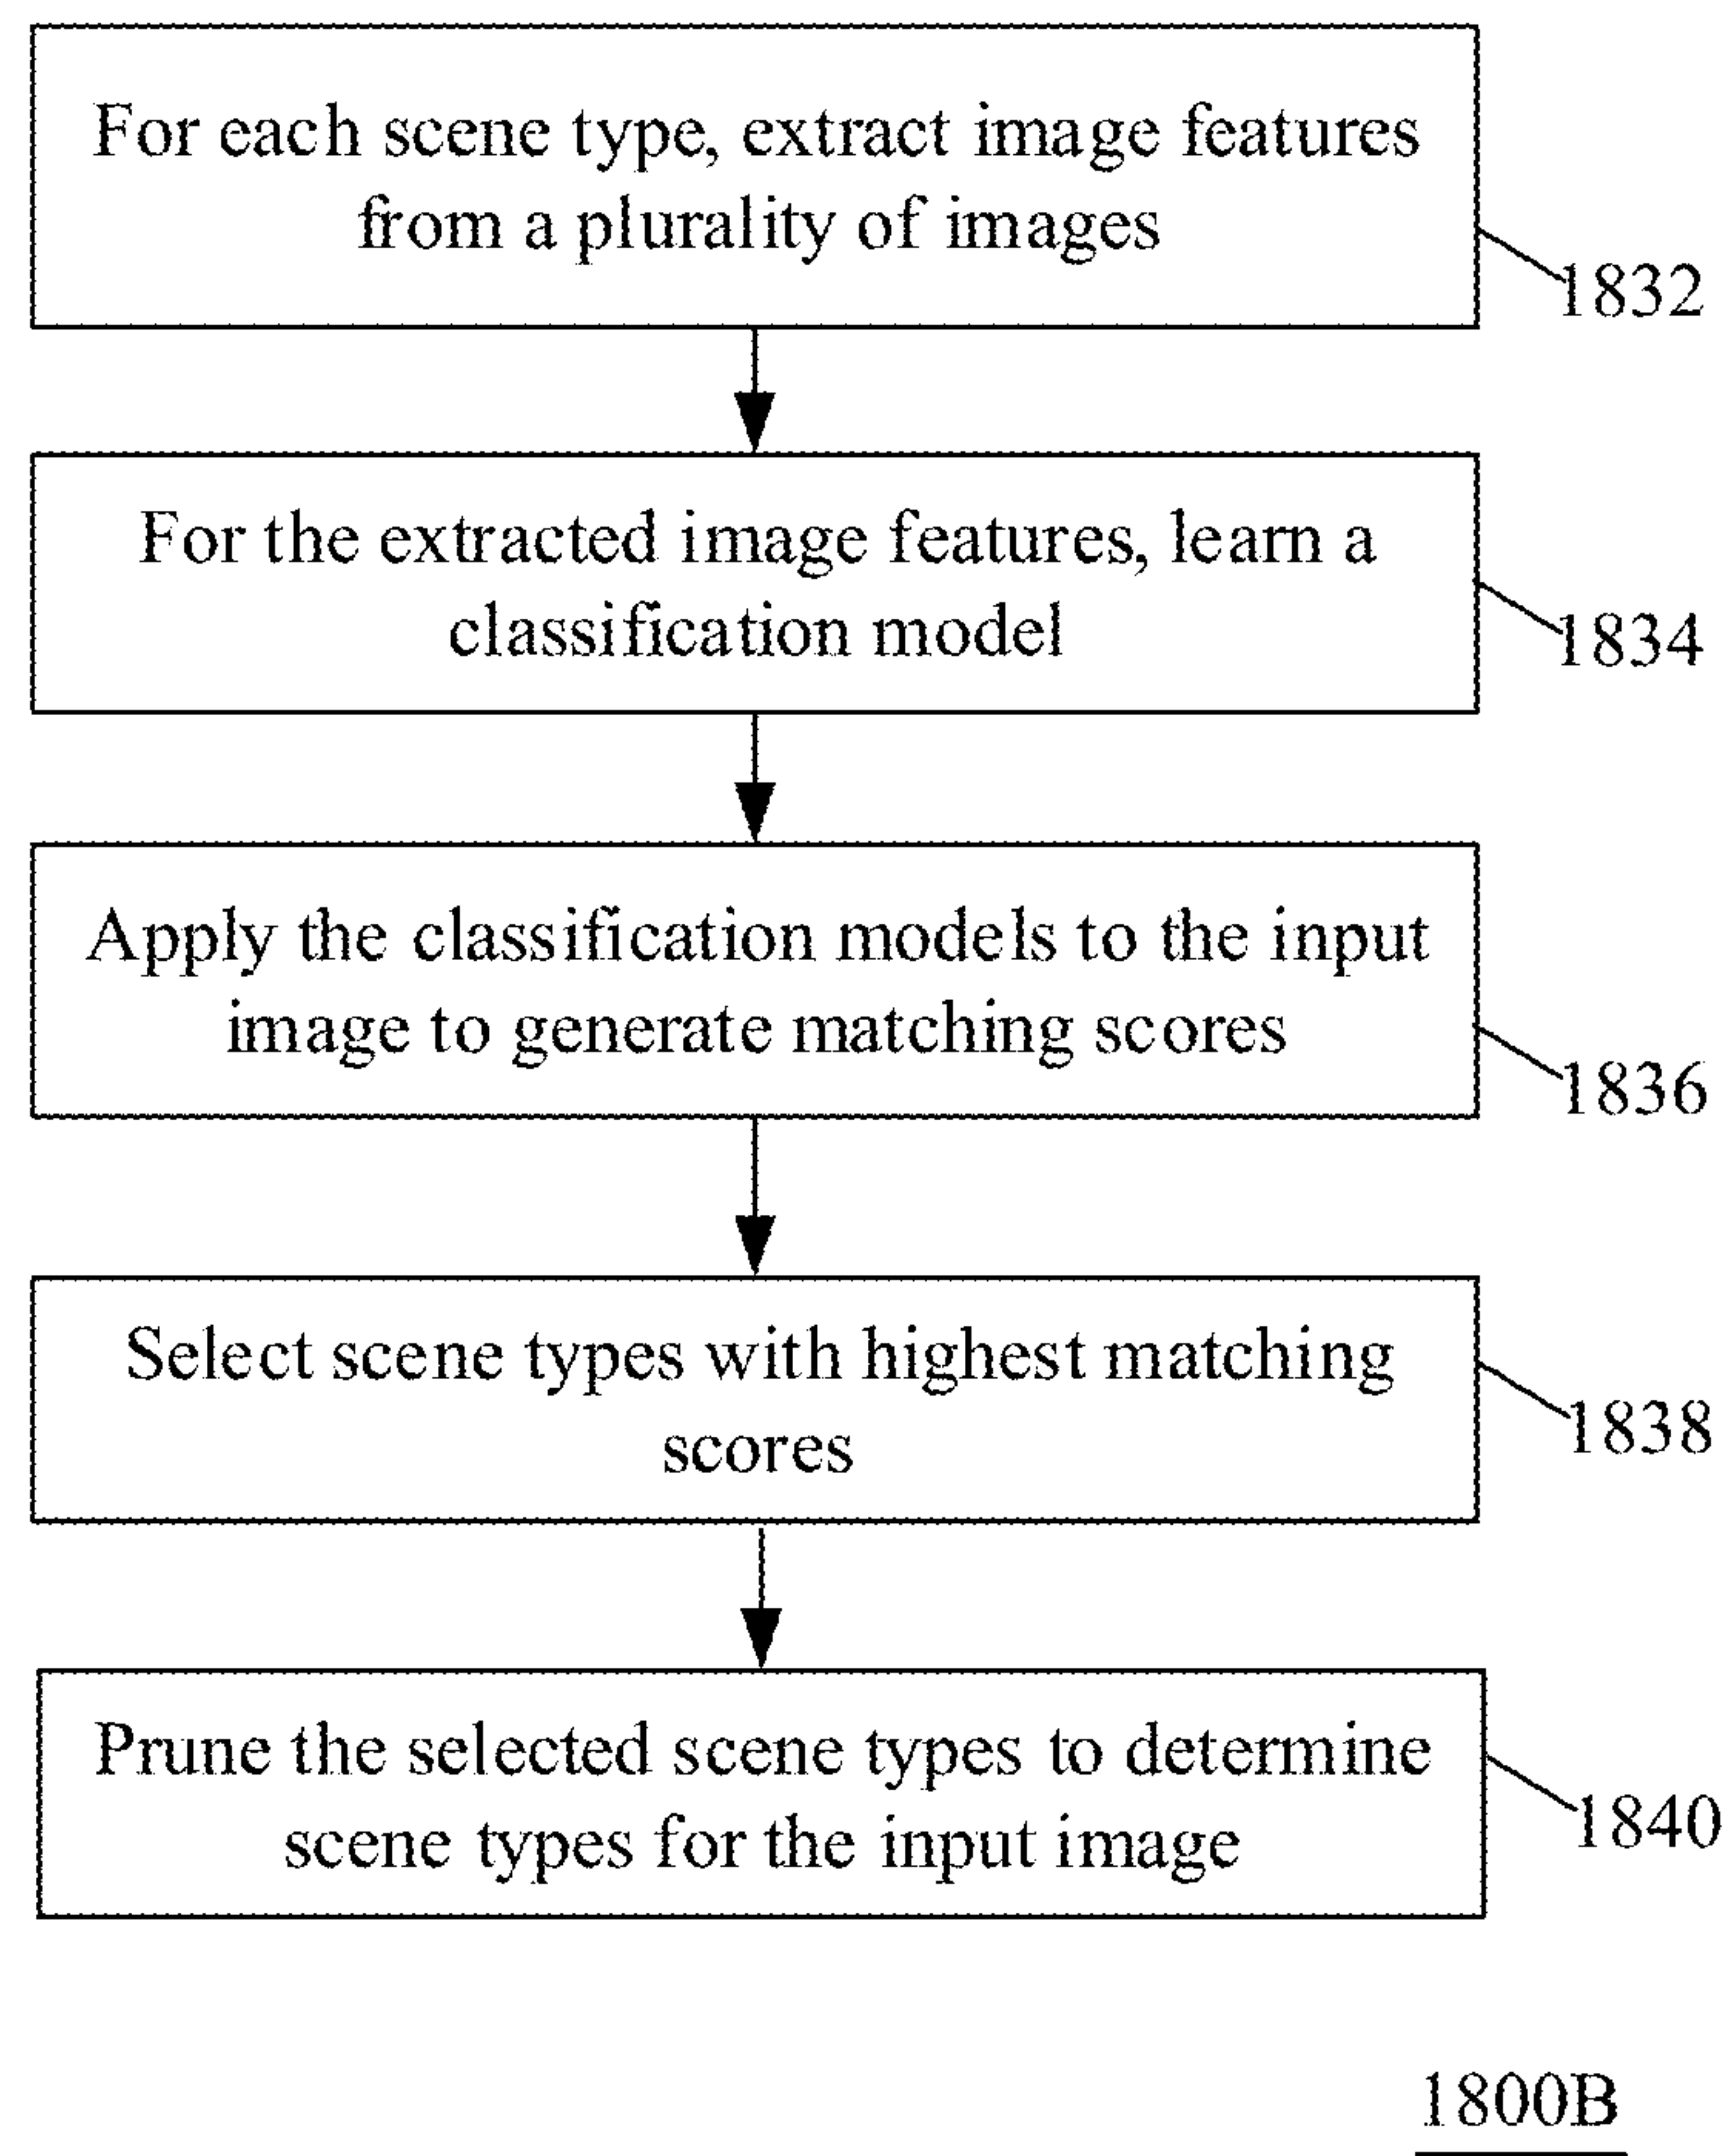 For each scene type, extract image features
from a plurality of images
1832
For the extracted image features, learn a
classification model
1834
Apply the classification models to the input
image to generate matching scores
1836
Select scene types with highest matching
scores
1838
Prune the selected scene types to determine
scene types for the input image
1840
1800B